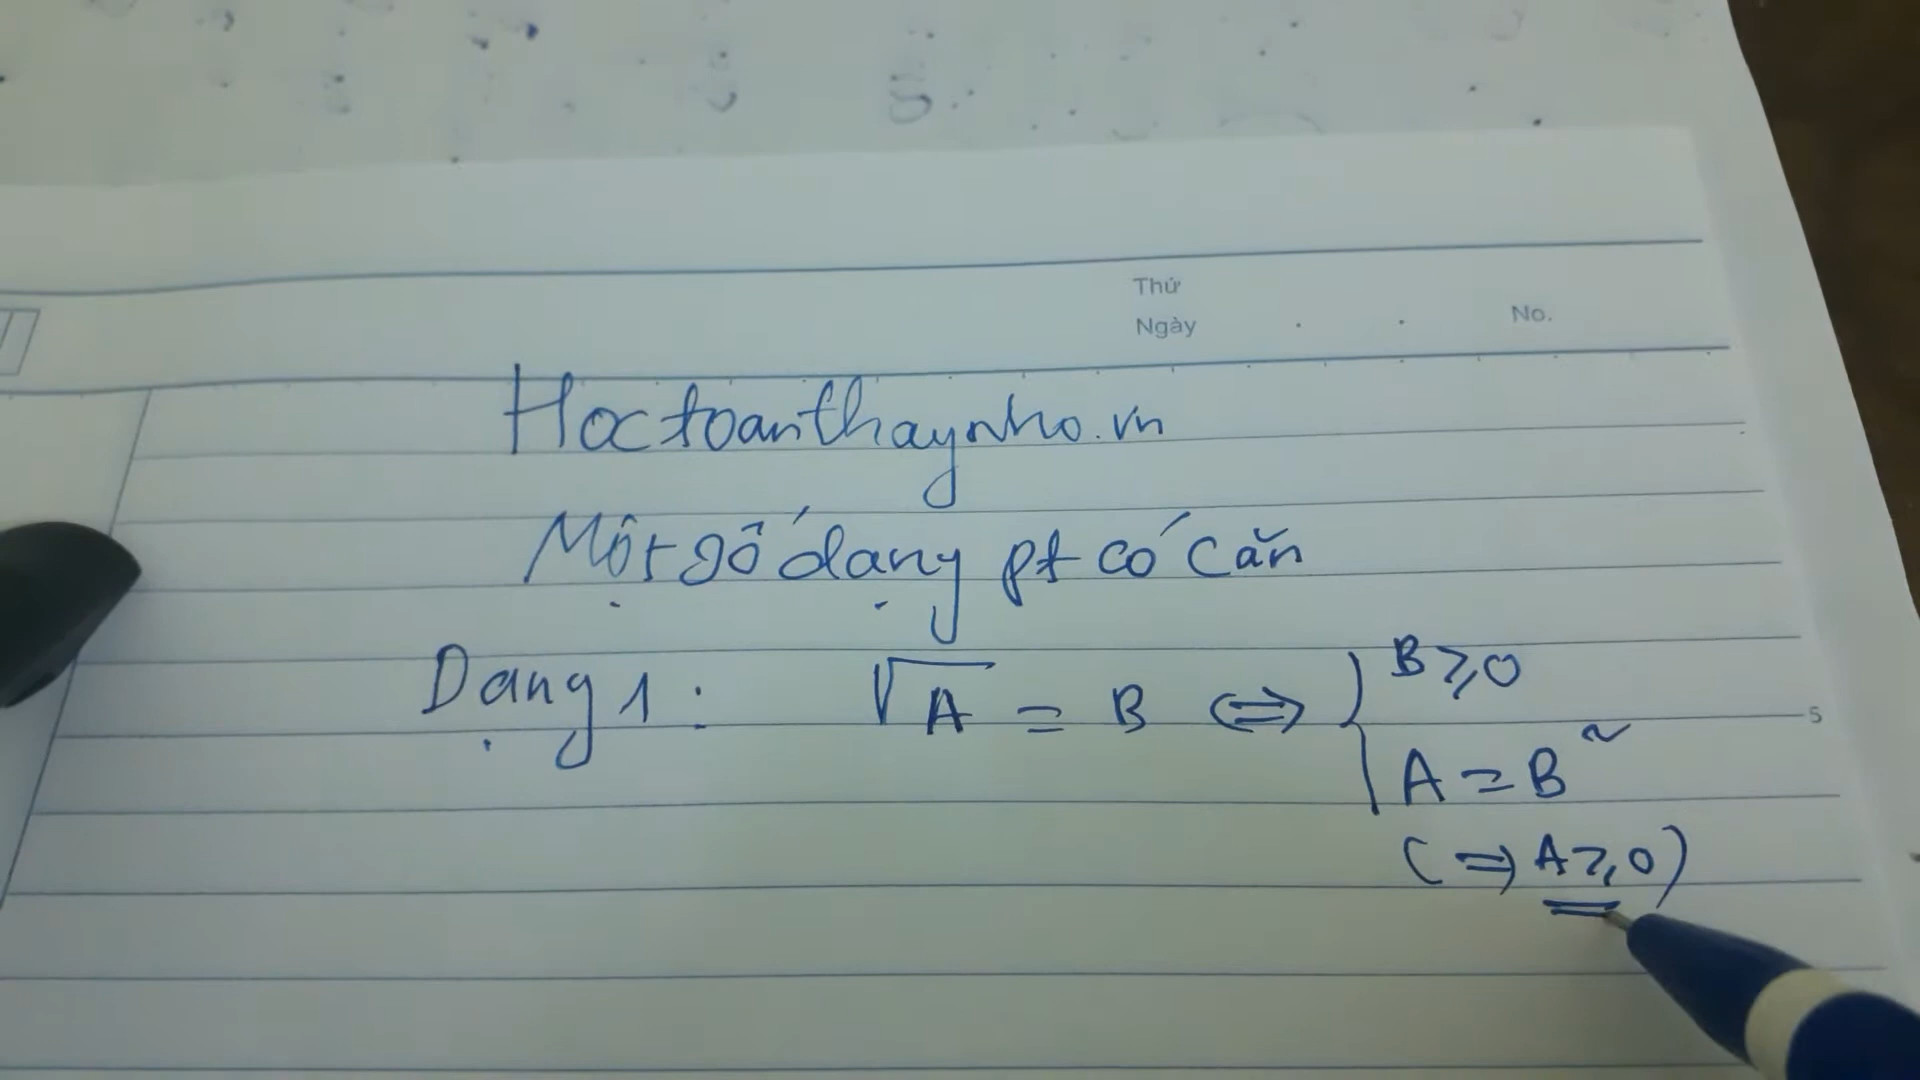 Thứ
Ngày . . No.
Hoctoanthaynho.vn
Một số dạng pt có căn
Dạng 1 : √A = B ⇔ { B ⩾ 0
5
A = B²
( ⇒ A ⩾ 0 )